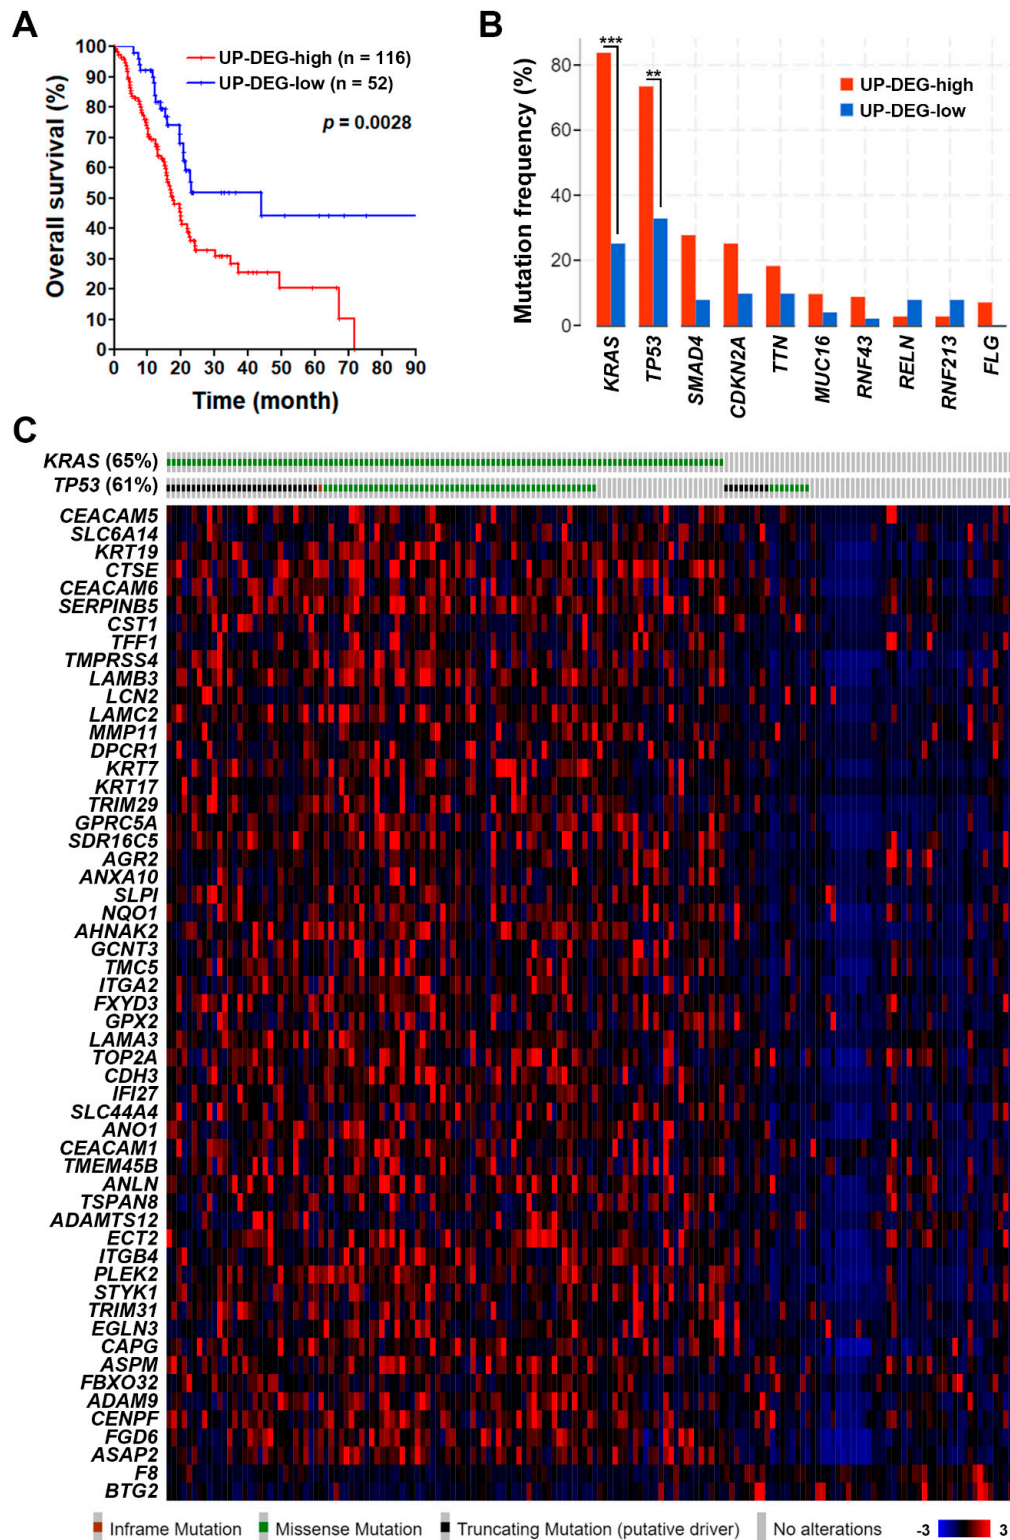 A
UP-DEG-high (n = 116)
UP-DEG-low (n = 52)
p = 0.0028
Overall survival (%)
100
90
80
70
60
50
40
30
20
10
0
0 10 20 30 40 50 60 70 80 90
Time (month)
B
Mutation frequency (%)
80
60
40
20
0
***
**
UP-DEG-high
UP-DEG-low
KRAS
TP53
SMAD4
CDKN2A
TTN
MUC16
RNF43
RELN
RNF213
FLG
C
KRAS (65%)
TP53 (61%)
CEACAM5
SLC6A14
KRT19
CTSE
CEACAM6
SERPINB5
CST1
TFF1
TMPRSS4
LAMB3
LCN2
LAMC2
MMP11
DPCR1
KRT7
KRT17
TRIM29
GPRC5A
SDR16C5
AGR2
ANXA10
SLPI
NQO1
AHNAK2
GCNT3
TMC5
ITGA2
FXYD3
GPX2
LAMA3
TOP2A
CDH3
IFI27
SLC44A4
ANO1
CEACAM1
TMEM45B
ANLN
TSPAN8
ADAMTS12
ECT2
ITGB4
PLEK2
STYK1
TRIM31
EGLN3
CAPG
ASPM
FBXO32
ADAM9
CENPF
FGD6
ASAP2
F8
BTG2
Inframe Mutation Missense Mutation Truncating Mutation (putative driver) No alterations -3 3